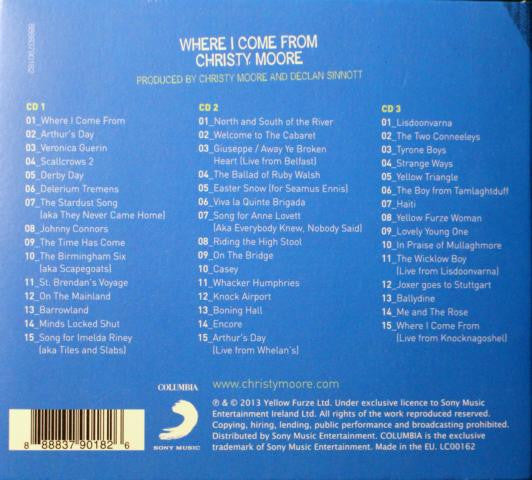 WHERE I COME FROM
CHRISTY MOORE
PRODUCED BY CHRISTY MOORE AND DECLAN SINNOTT
CD 1
01_Where I Come From
02_Arthur's Day
03_Veronica Guerin
04_Scallcrows 2
05_Derby Day
06_Delerium Tremens
07_The Stardust Song
(aka They Never Came Home)
08_Johnny Connors
09_The Time Has Come
10_The Birmingham Six
(aka Scapegoats)
11_St. Brendan's Voyage
12_On The Mainland
13_Barrowland
14_Minds Locked Shut
15_Song for Imelda Riney
(aka Tiles and Slabs)
CD 2
01_North and South of the River
02_Welcome to The Cabaret
03_Giuseppe / Away Ye Broken
Heart (Live from Belfast)
04_The Ballad of Ruby Walsh
05_Easter Snow (for Seamus Ennis)
06_Viva la Quinte Brigada
07_Song for Anne Lovett
(Aka Everybody Knew, Nobody Said)
08_Riding the High Stool
09_On The Bridge
10_Casey
11_Whacker Humphries
12_Knock Airport
13_Boning Hall
14_Encore
15_Arthur's Day
(Live from Whelan's)
CD 3
01_Lisdoonvarna
02_The Two Conneeleys
03_Tyrone Boys
04_Strange Ways
05_Yellow Triangle
06_The Boy from Tamlaghtduff
07_Haiti
08_Yellow Furze Woman
09_Lovely Young One
10_In Praise of Mullaghmore
11_The Wicklow Boy
(Live from Lisdoonvarna)
12_Joxer goes to Stuttgart
13_Ballydine
14_Me and The Rose
15_Where I Come From
(Live from Knocknagoshel)
www.christymoore.com
COLUMBIA
SONY MUSIC
℗ & © 2013 Yellow Furze Ltd. Under exclusive licence to Sony Music
Entertainment Ireland Ltd. All rights of the work reproduced reserved.
Copying, hiring, lending, public performance and broadcasting prohibited.
Distributed by Sony Music Entertainment. COLUMBIA is the exclusive
trademark of Sony Music Entertainment. Made in the EU. LC00162
8 88837 90182 6